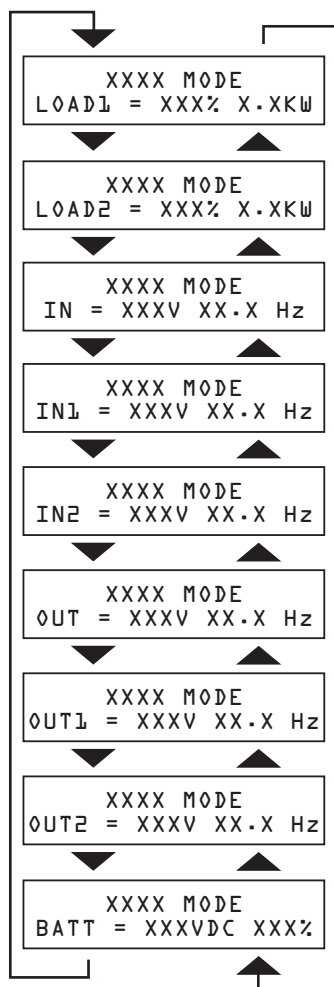 XXXX MODE
LOAD1 = XXX% X.XKW
XXXX MODE
LOAD2 = XXX% X.XKW
XXXX MODE
IN = XXXV XX.X Hz
XXXX MODE
IN1 = XXXV XX.X Hz
XXXX MODE
IN2 = XXXV XX.X Hz
XXXX MODE
OUT = XXXV XX.X Hz
XXXX MODE
OUT1 = XXXV XX.X Hz
XXXX MODE
OUT2 = XXXV XX.X Hz
XXXX MODE
BATT = XXXVDC XXX%